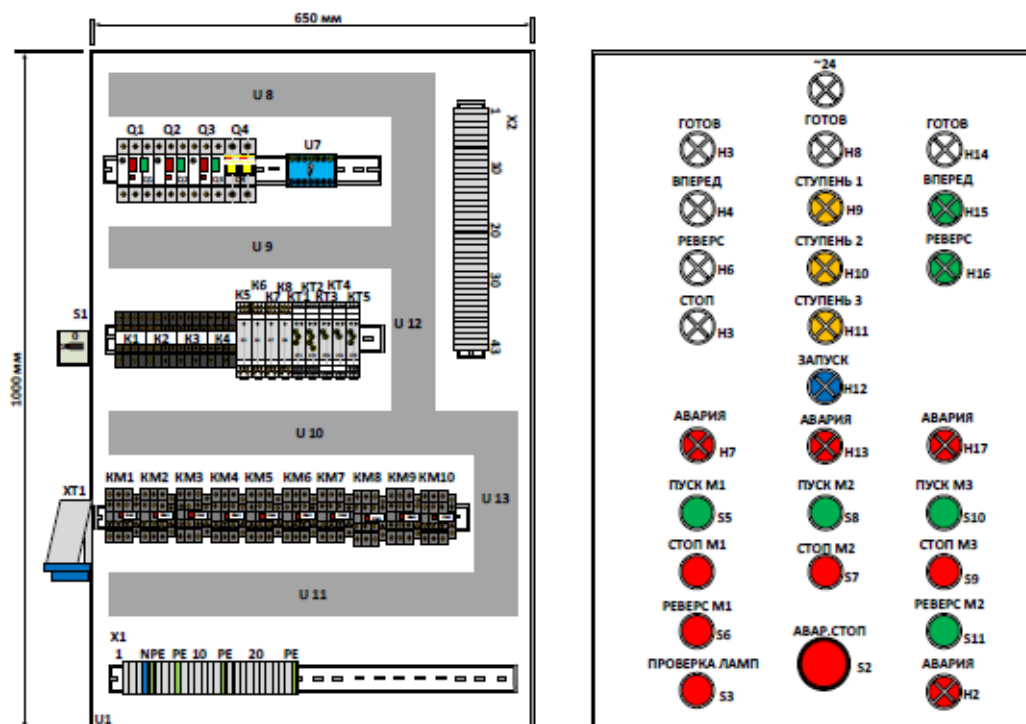 650 мм
1000 мм
U 8
Q1 Q2 Q3 Q4
U7
1
X2
30
20
30
43
U 9
U 12
S1
0
K5 K6 K7 K8 KT1 KT2 KT3 KT4 KT5
K1 K2 K3 K4
U 10
XT1
KM1 KM2 KM3 KM4 KM5 KM6 KM7 KM8 KM9 KM10
U 13
U 11
X1
1 N PE PE 10 PE 20 PE
U1
~24
ГОТОВ ГОТОВ ГОТОВ
H3 H8 H14
ВПЕРЕД СТУПЕНЬ 1 ВПЕРЕД
H4 H9 H15
РЕВЕРС СТУПЕНЬ 2 РЕВЕРС
H6 H10 H16
СТОП СТУПЕНЬ 3
H3 H11
ЗАПУСК
H12
АВАРИЯ АВАРИЯ АВАРИЯ
H7 H13 H17
ПУСК М1 ПУСК М2 ПУСК М3
S5 S8 S10
СТОП М1 СТОП М2 СТОП М3
S7 S9
РЕВЕРС М1 АВАР.СТОП РЕВЕРС М2
S6 S2 S11
ПРОВЕРКА ЛАМП АВАРИЯ
S3 H2